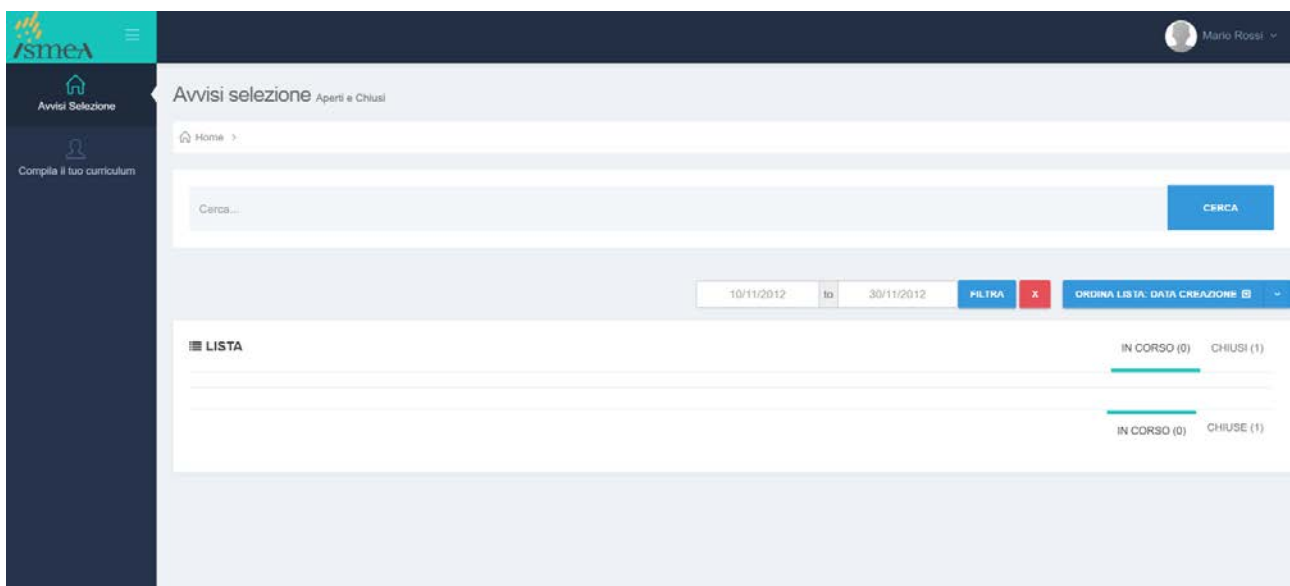 ismeA
Mario Rossi
Avvisi Selezione
Compila il tuo curriculum
Avvisi selezione Aperti e Chiusi
Home >
Cerca...
CERCA
10/11/2012 to 30/11/2012 FILTRA X ORDINA LISTA: DATA CREAZIONE
LISTA
IN CORSO (0) CHIUSI (1)
IN CORSO (0) CHIUSE (1)